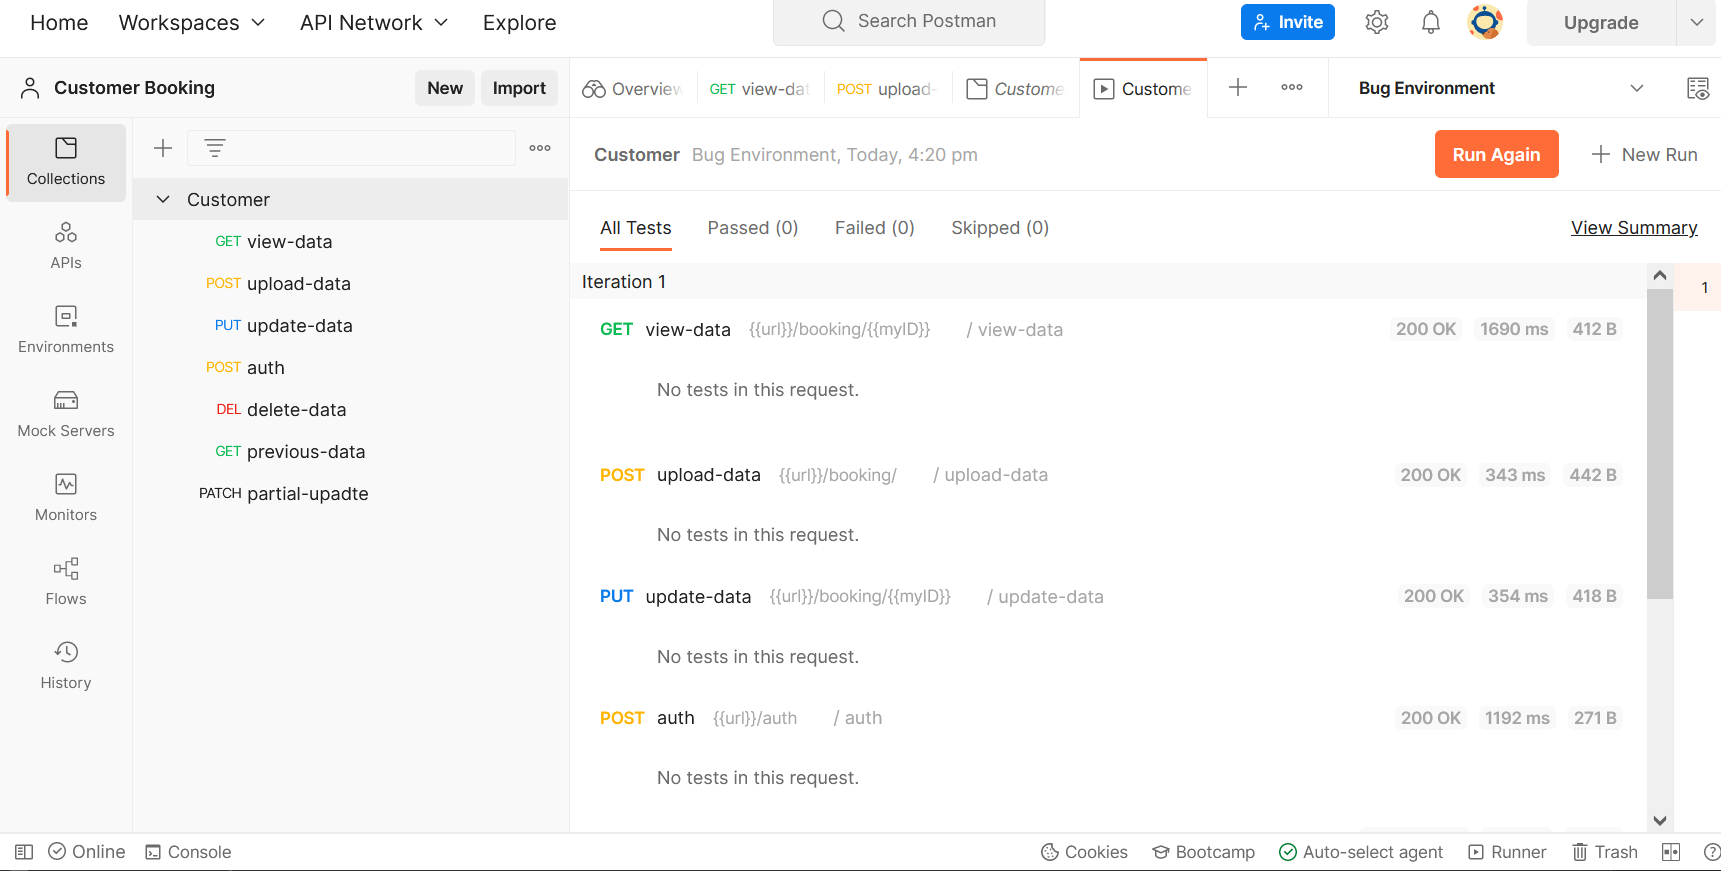 Home Workspaces API Network Explore Search Postman Invite Upgrade
Customer Booking New Import
Overview GET view-dat POST upload- Custome Custome Bug Environment
Collections
APIs
Environments
Mock Servers
Monitors
Flows
History
Customer
GET view-data
POST upload-data
PUT update-data
POST auth
DEL delete-data
GET previous-data
PATCH partial-upadte
Customer Bug Environment, Today, 4:20 pm Run Again New Run
All Tests Passed (0) Failed (0) Skipped (0) View Summary
Iteration 1
1
GET view-data {{url}}/booking/{{myID}} / view-data 200 OK 1690 ms 412 B
No tests in this request.
POST upload-data {{url}}/booking/ / upload-data 200 OK 343 ms 442 B
No tests in this request.
PUT update-data {{url}}/booking/{{myID}} / update-data 200 OK 354 ms 418 B
No tests in this request.
POST auth {{url}}/auth / auth 200 OK 1192 ms 271 B
No tests in this request.
Online Console Cookies Bootcamp Auto-select agent Runner Trash